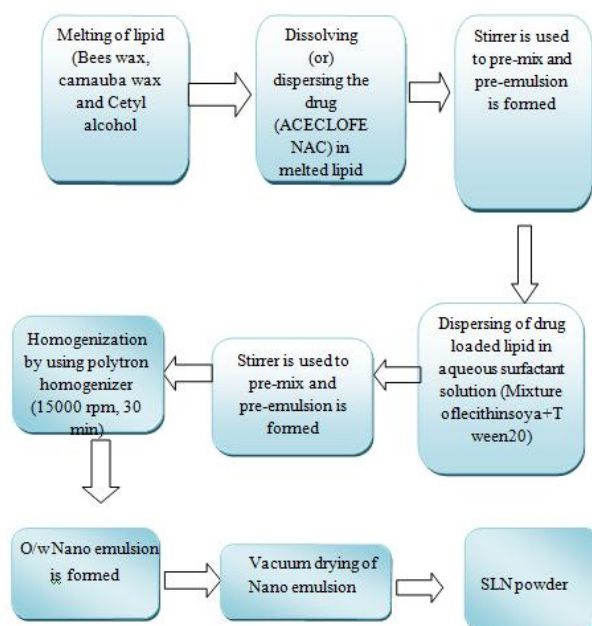 Melting of lipid
(Bees wax,
camauba wax
and Cetyl
alcohol
Dissolving
(or)
dispersing the
drug
(ACECLOFE
NAC) in
melted lipid
Stirrer is used
to pre-mix and
pre-emulsion
is formed
Dispersing of drug
loaded lipid in
aqueous surfactant
solution (Mixture
oflecithinsoya+T
ween20)
Stirrer is used to
pre-mix and
pre-emulsion is
formed
Homogenization
by using polytron
homogenizer
(15000 rpm, 30
min)
O/w Nano emulsion
is formed
Vacuum drying of
Nano emulsion
SLN powder